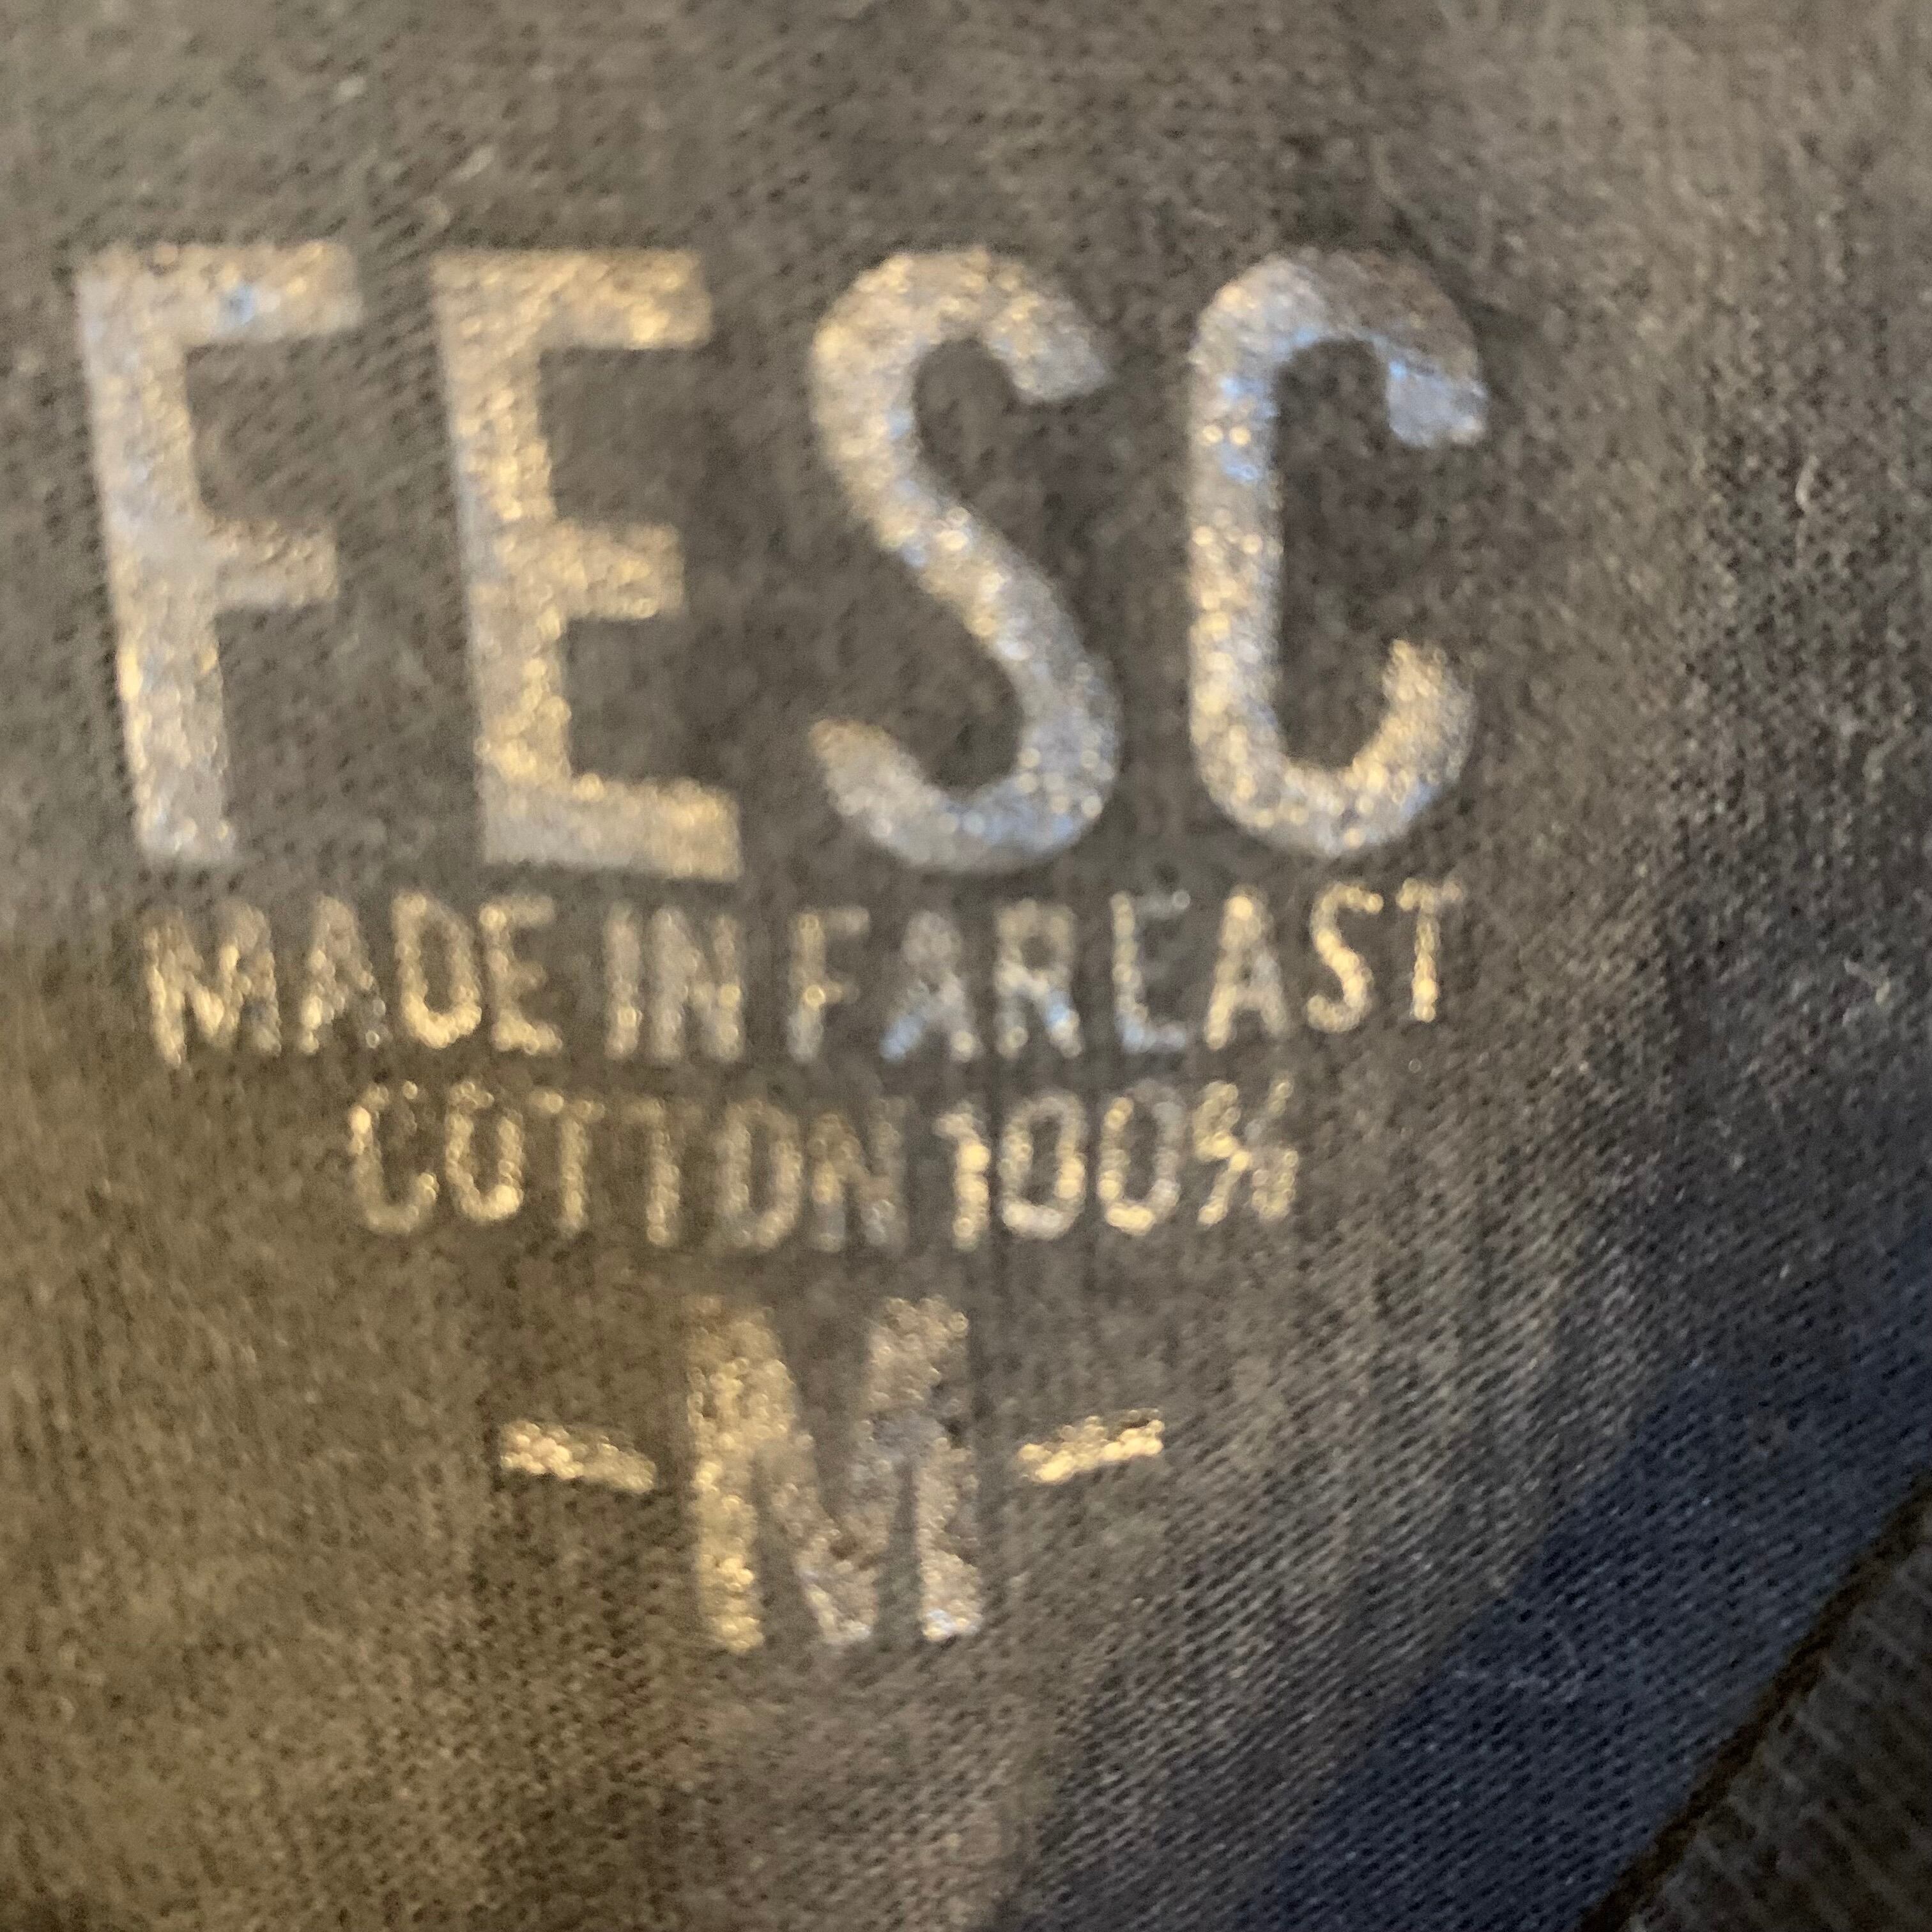 FESC
MADE IN FAR EAST
COTTON 100%
-M-